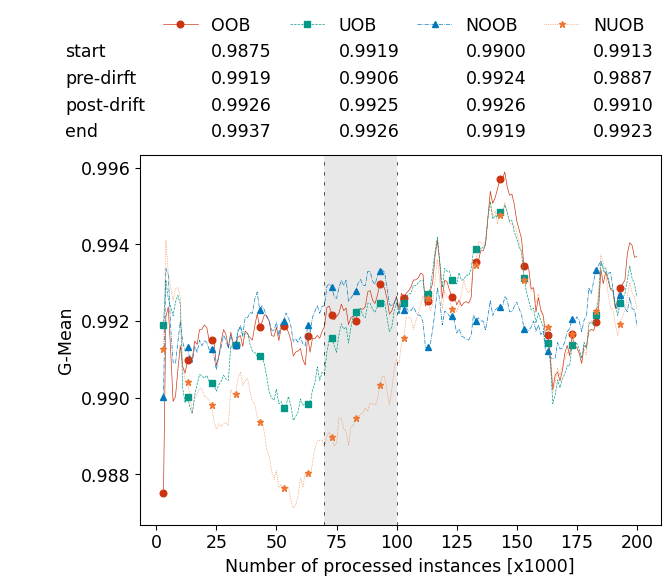 OOB UOB NOOB NUOB
start 0.9875 0.9919 0.9900 0.9913
pre-dirft 0.9919 0.9906 0.9924 0.9887
post-drift 0.9926 0.9925 0.9926 0.9910
end 0.9937 0.9926 0.9919 0.9923
0.996
0.994
0.992
0.990
0.988
G-Mean
0 25 50 75 100 125 150 175 200
Number of processed instances [x1000]